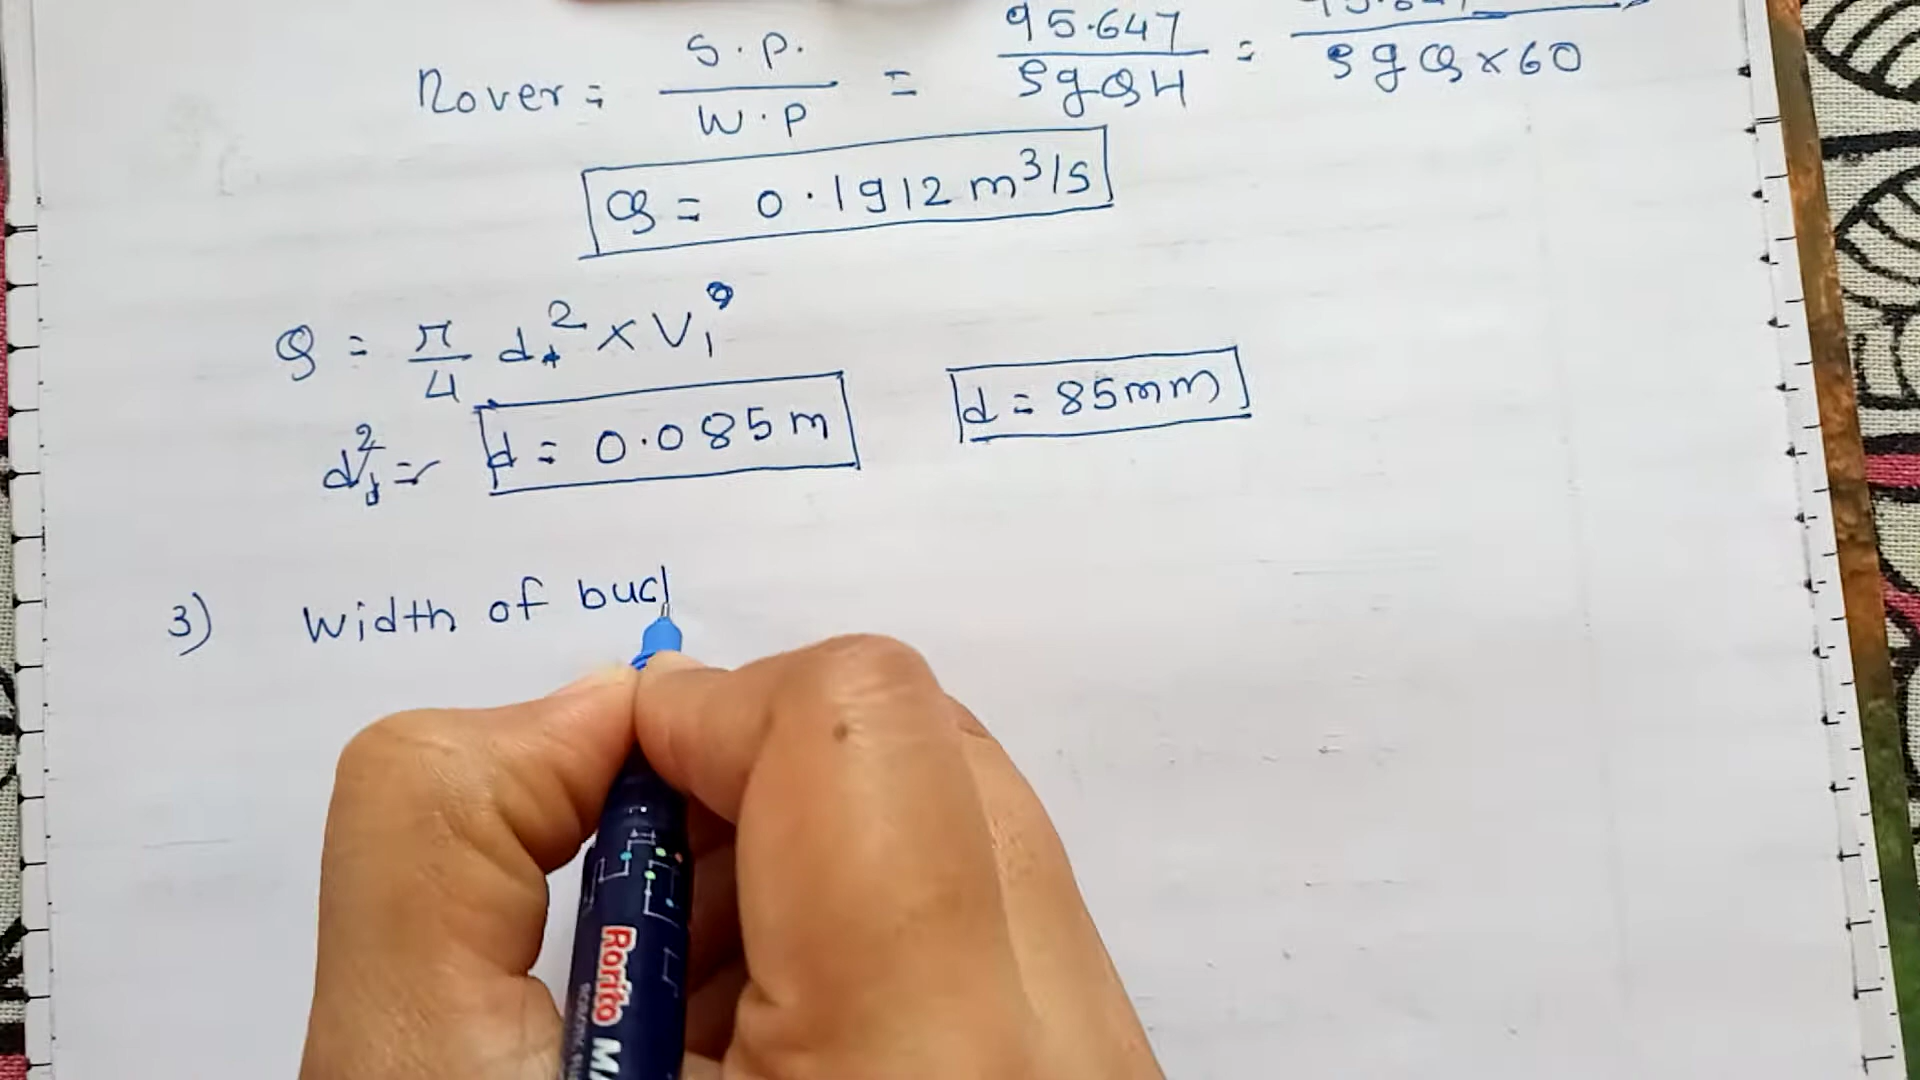 ηover = S.P. / W.P = 95.647 / ρgQH = / ρgQ×60
Q = 0.1912 m³/s
Q = π/4 d² × V₁
d² = d = 0.085 m d = 85mm
3) Width of buc
Rorito